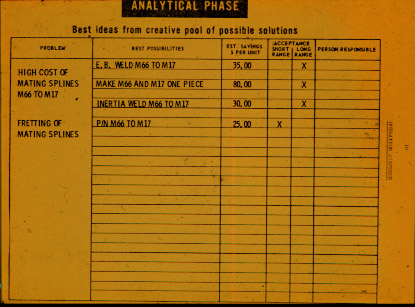 ANALYTICAL PHASE
Best ideas from creative pool of possible solutions
PROBLEM
BEST POSSIBILITIES
EST SAVINGS
$ PER UNIT
ACCEPTANCE
SHORT RANGE
LONG RANGE
PERSON RESPONSIBLE
HIGH COST OF
MATING SPLINES
M66 TO M17
E.B. WELD M66 TO M17 35.00 X
MAKE M66 AND M17 ONE PIECE 80.00 X
INERTIA WELD M66 TO M17 30.00 X
FRETTING OF
MATING SPLINES
P/N M66 TO M17 25.00 X